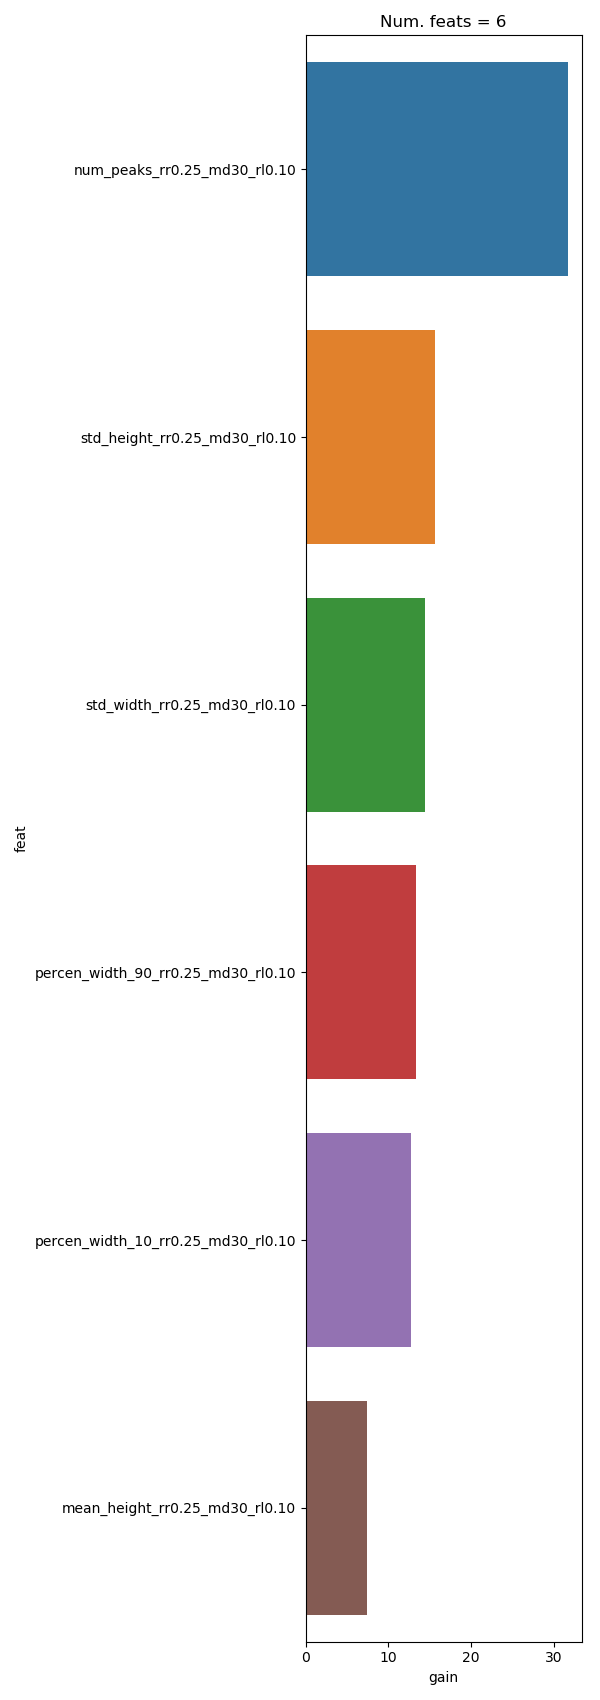 Num. feats = 6
num_peaks_rr0.25_md30_rl0.10
std_height_rr0.25_md30_rl0.10
std_width_rr0.25_md30_rl0.10
feat
percen_width_90_rr0.25_md30_rl0.10
percen_width_10_rr0.25_md30_rl0.10
mean_height_rr0.25_md30_rl0.10
0 10 20 30
gain